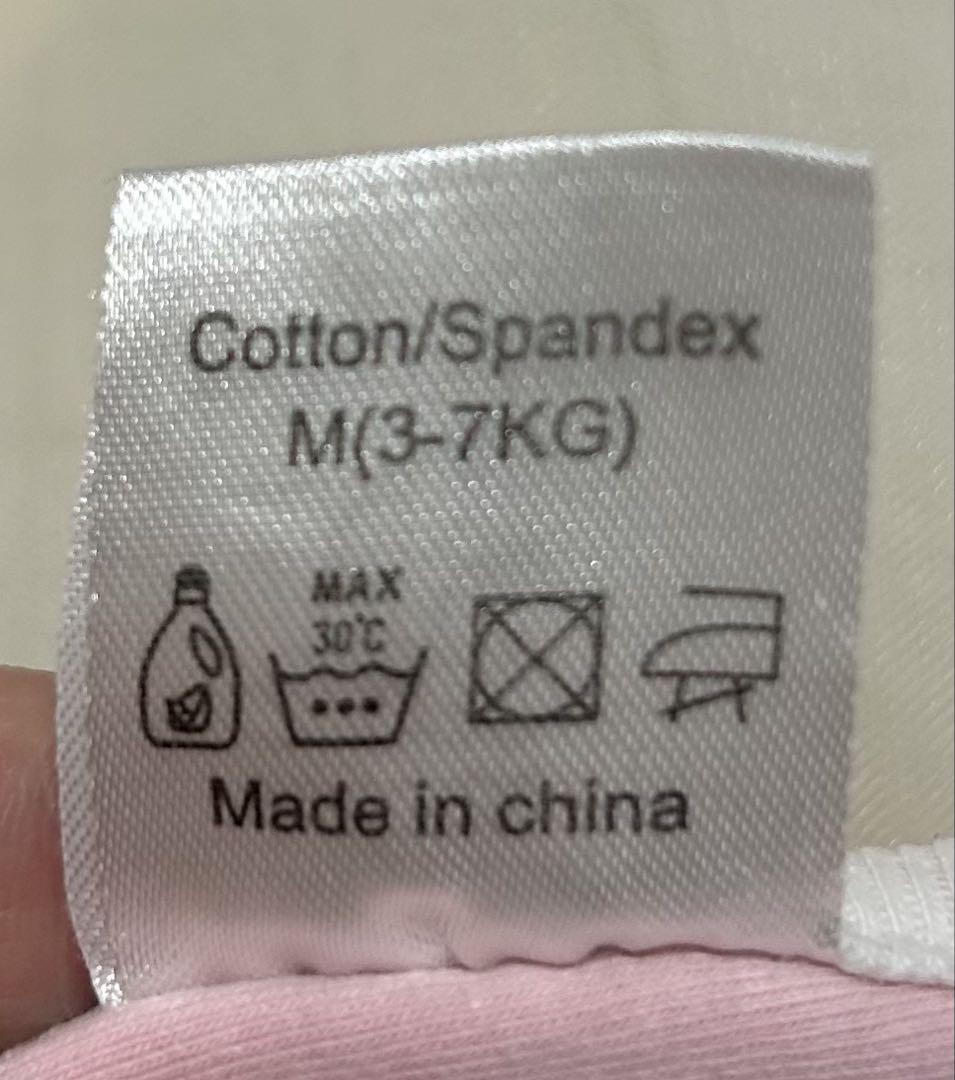 Cotton/Spandex
M(3-7KG)
MAX
30°C
Made in china